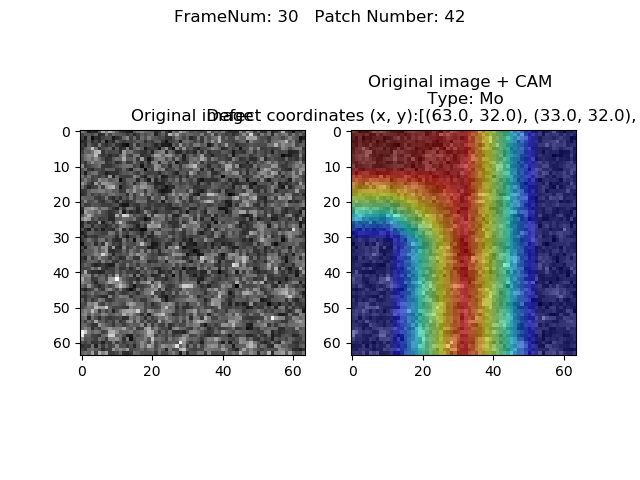 FrameNum: 30   Patch Number: 42
Original image
Original image + CAM
Type: Mo
Defect coordinates (x, y):[(63.0, 32.0), (33.0, 32.0),
0
10
20
30
40
50
60
0 20 40 60
0
10
20
30
40
50
60
0 20 40 60